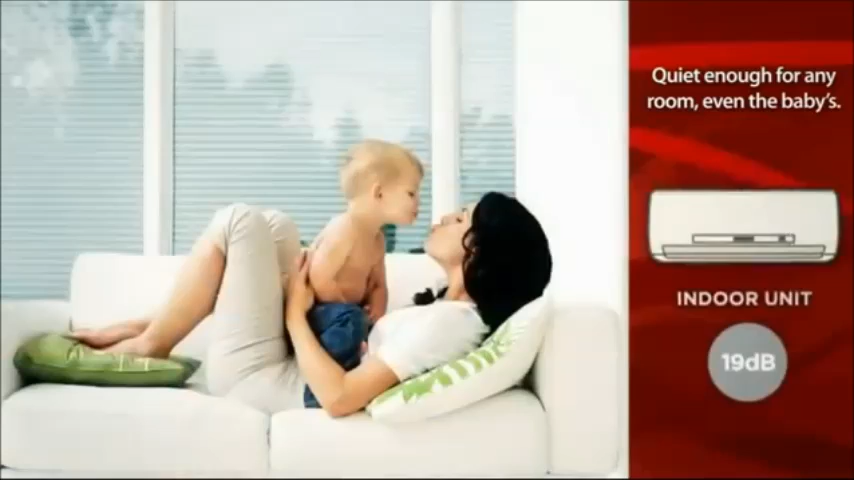 Quiet enough for any
room, even the baby's.
INDOOR UNIT
19dB